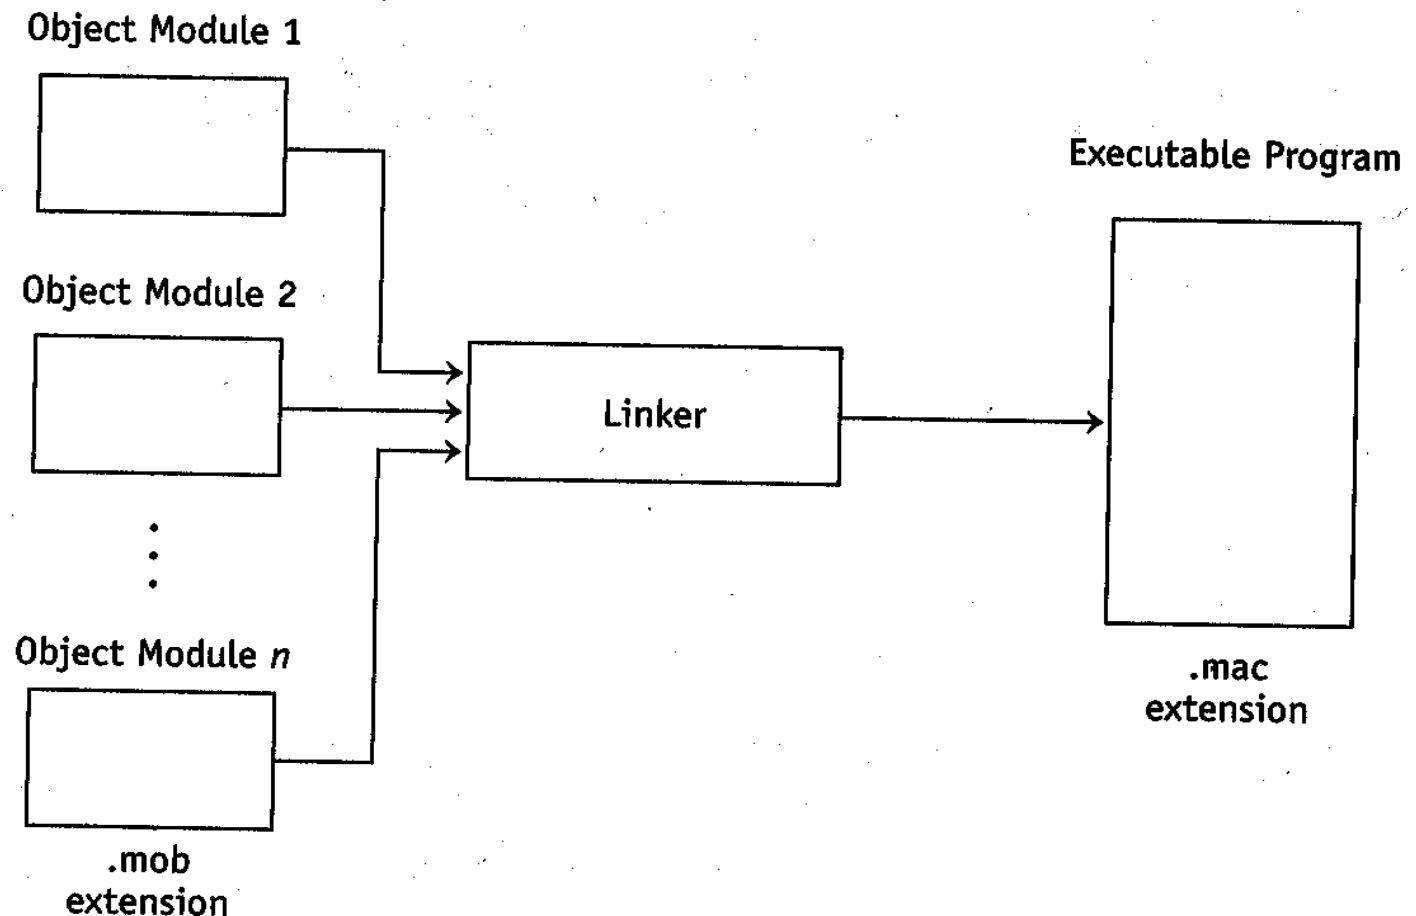 Object Module 1
Executable Program
Object Module 2
Linker
Object Module n
.mac
extension
.mob
extension